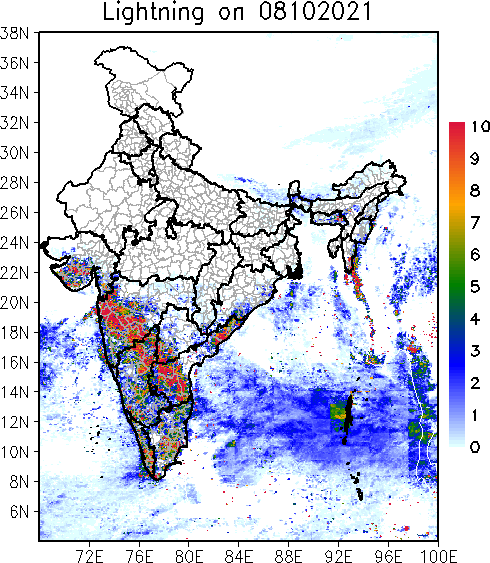 Lightning on 08102021
38N
36N
34N
32N
30N
28N
26N
24N
22N
20N
18N
16N
14N
12N
10N
8N
6N
72E 76E 80E 84E 88E 92E 96E 100E
10
9
8
7
6
5
4
3
2
1
0